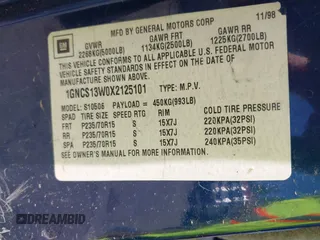 MFD BY GENERAL MOTORS CORP 11/98
GM
GVWR GAWR FRT GAWR RR
2268KG(5000LB) 1134KG(2500LB) 1225KG(2700LB)
THIS VEHICLE CONFORMS TO ALL APPLICABLE U.S. FEDERAL
MOTOR VEHICLE SAFETY STANDARDS IN EFFECT ON THE DATE OF
MANUFACTURE SHOWN ABOVE.
1GNCS13W0X2125101 TYPE: M.P.V.
MODEL: S10506 PAYLOAD = 450KG(993LB)
SPAD TIRE SIZE SPEED RTG RIM COLD TIRE PRESSURE
FRT P235/70R15 S 15X7J 220KPA(32PSI)
RR P235/70R15 S 15X7J 220KPA(32PSI)
SPA P235/70R15 S 15X7J 240KPA(35PSI)
SEE OWNER'S MANUAL FOR MORE INFORMATION.
DREAMBID